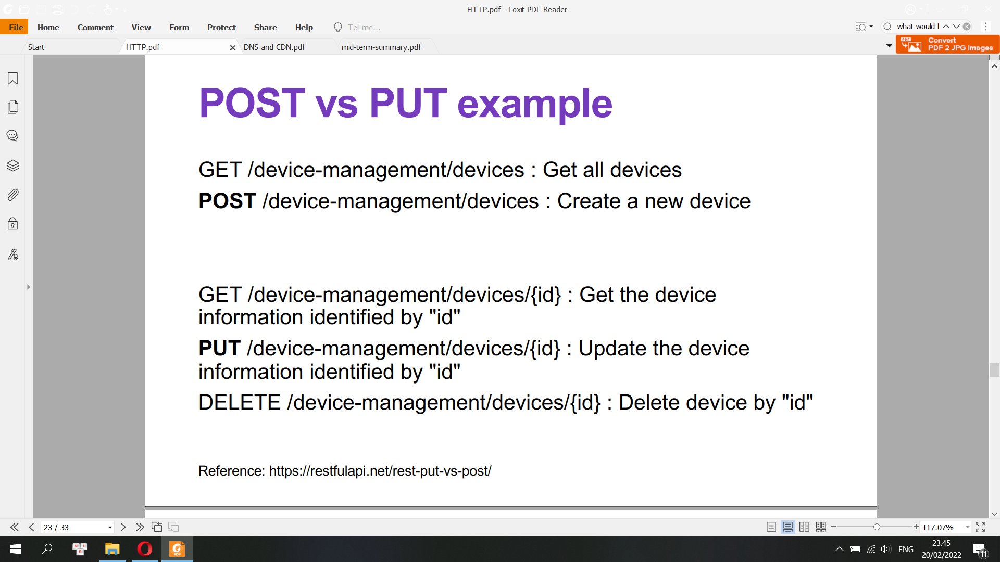 HTTP.pdf - Foxit PDF Reader
File Home Comment View Form Protect Share Help Tell me...
what would l
Start HTTP.pdf DNS and CDN.pdf mid-term-summary.pdf
Convert
PDF 2 JPG Images
POST vs PUT example
GET /device-management/devices : Get all devices
POST /device-management/devices : Create a new device
GET /device-management/devices/{id} : Get the device
information identified by "id"
PUT /device-management/devices/{id} : Update the device
information identified by "id"
DELETE /device-management/devices/{id} : Delete device by "id"
Reference: https://restfulapi.net/rest-put-vs-post/
23 / 33
117.07%
ENG
23.45
20/02/2022
11